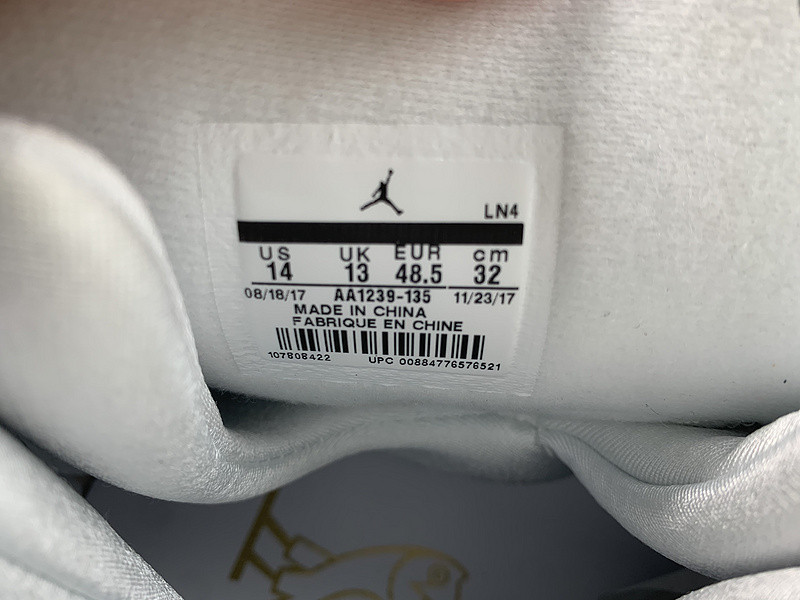 LN4
US UK EUR cm
14 13 48.5 32
08/18/17 AA1239-135 11/23/17
MADE IN CHINA
FABRIQUE EN CHINE
107808422 UPC 00884776576521